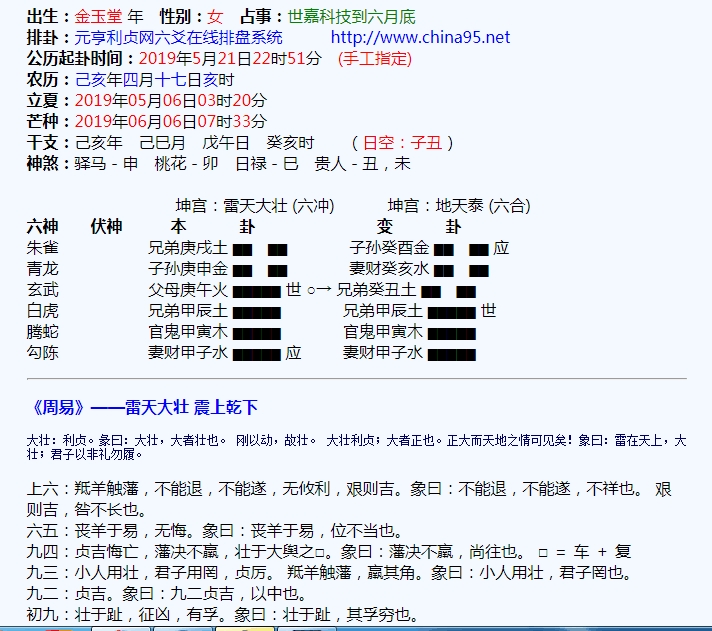 出生：金玉堂 年 性别：女 占事：世嘉科技到六月底
排卦：元亨利贞网六爻在线排盘系统 http://www.china95.net
公历起卦时间：2019年5月21日22时51分 (手工指定)
农历：己亥年四月十七日亥时
立夏：2019年05月06日03时20分
芒种：2019年06月06日07时33分
干支：己亥年 己巳月 戊午日 癸亥时 （日空：子丑）
神煞：驿马－申 桃花－卯 日禄－巳 贵人－丑，未
坤宫：雷天大壮 (六冲) 坤宫：地天泰 (六合)
六神 伏神 本 卦 变 卦
朱雀 兄弟庚戌土 ▅▅ ▅▅ 子孙癸酉金 ▅▅ ▅▅ 应
青龙 子孙庚申金 ▅▅ ▅▅ 妻财癸亥水 ▅▅ ▅▅
玄武 父母庚午火 ▅▅▅▅▅ 世 ○→ 兄弟癸丑土 ▅▅ ▅▅
白虎 兄弟甲辰土 ▅▅▅▅▅ 兄弟甲辰土 ▅▅▅▅▅ 世
腾蛇 官鬼甲寅木 ▅▅▅▅▅ 官鬼甲寅木 ▅▅▅▅▅
勾陈 妻财甲子水 ▅▅▅▅▅ 应 妻财甲子水 ▅▅▅▅▅
《周易》——雷天大壮 震上乾下
大壮：利贞。彖曰：大壮，大者壮也。 刚以动，故壮。 大壮利贞；大者正也。正大而天地之情可见矣！象曰：雷在天上，大
壮；君子以非礼勿履。
上六：羝羊触藩，不能退，不能遂，无攸利，艰则吉。象曰：不能退，不能遂，不祥也。 艰
则吉，咎不长也。
六五：丧羊于易，无悔。象曰：丧羊于易，位不当也。
九四：贞吉悔亡，藩决不羸，壮于大舆之□。象曰：藩决不羸，尚往也。 □ = 车 + 复
九三：小人用壮，君子用罔，贞厉。 羝羊触藩，羸其角。象曰：小人用壮，君子罔也。
九二：贞吉。象曰：九二贞吉，以中也。
初九：壮于趾，征凶，有孚。象曰：壮于趾，其孚穷也。